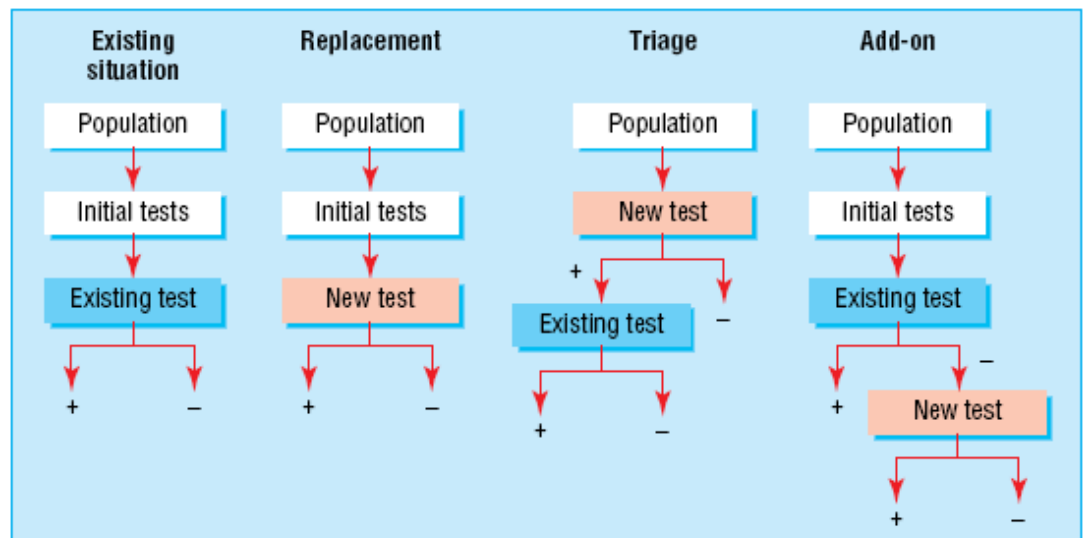 Existing
situation
Replacement
Triage
Add-on
Population
Population
Population
Population
Initial tests
Initial tests
New test
Initial tests
Existing test
New test
+
Existing test
–
Existing test
+
–
+
–
+
–
New test
+
–
+
–